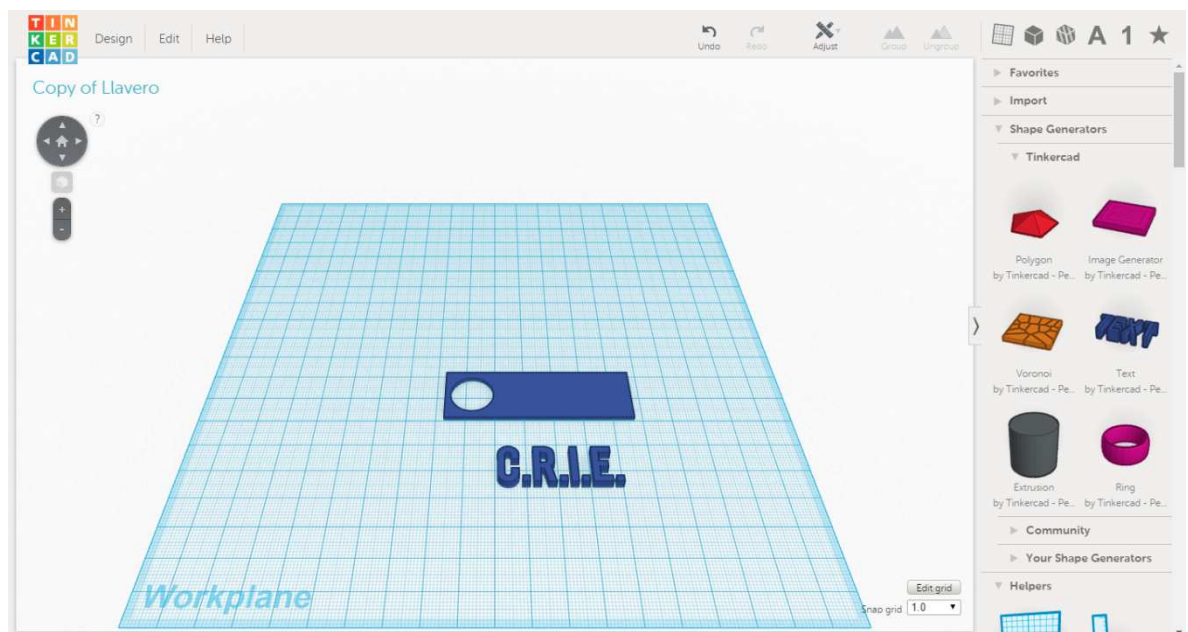 TIN
KER
CAD
Design
Edit
Help
Undo
Redo
Adjust
Group
Ungroup
A
1
Copy of Llavero
?
+
-
C.R.I.E.
Workplane
Edit grid
Snap grid 1.0
Favorites
Import
Shape Generators
Tinkercad
Polygon
by Tinkercad - Pe...
Image Generator
by Tinkercad - Pe...
Voronoi
by Tinkercad - Pe...
TEXT
Text
by Tinkercad - Pe...
Extrusion
by Tinkercad - Pe...
Ring
by Tinkercad - Pe...
Community
Your Shape Generators
Helpers